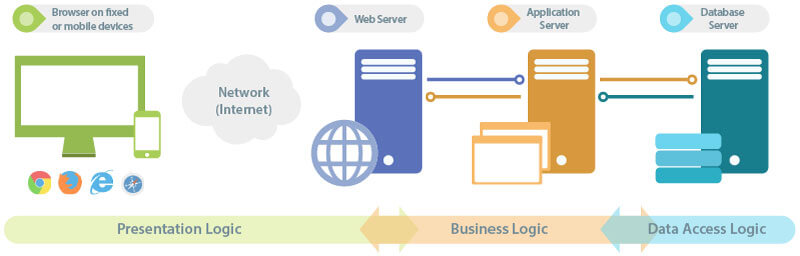 Browser on fixed
or mobile devices
Web Server
Application
Server
Database
Server
Network
(Internet)
Presentation Logic
Business Logic
Data Access Logic